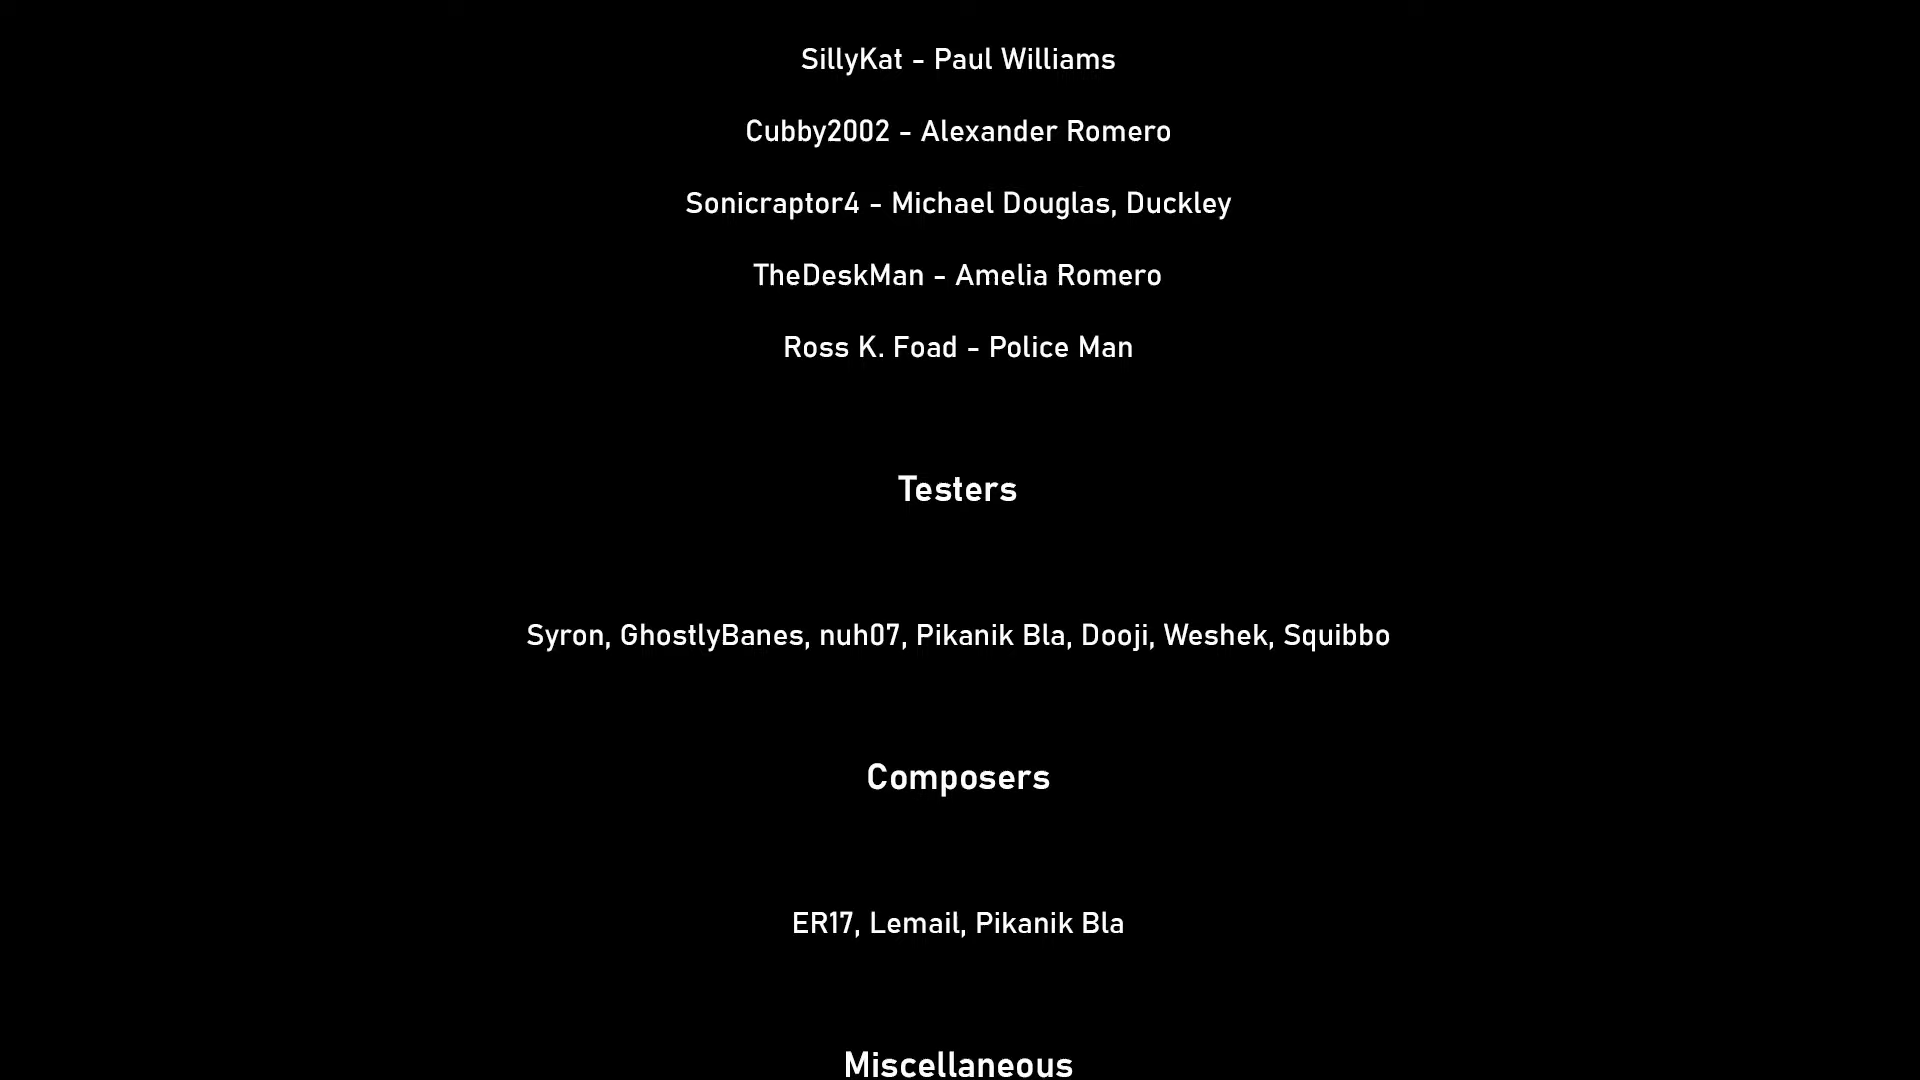 SillyKat - Paul Williams
Cubby2002 - Alexander Romero
Sonicraptor4 - Michael Douglas, Duckley
TheDeskMan - Amelia Romero
Ross K. Foad - Police Man
Testers
Syron, GhostlyBanes, nuh07, Pikanik Bla, Dooji, Weshek, Squibbo
Composers
ER17, Lemail, Pikanik Bla
Miscellaneous